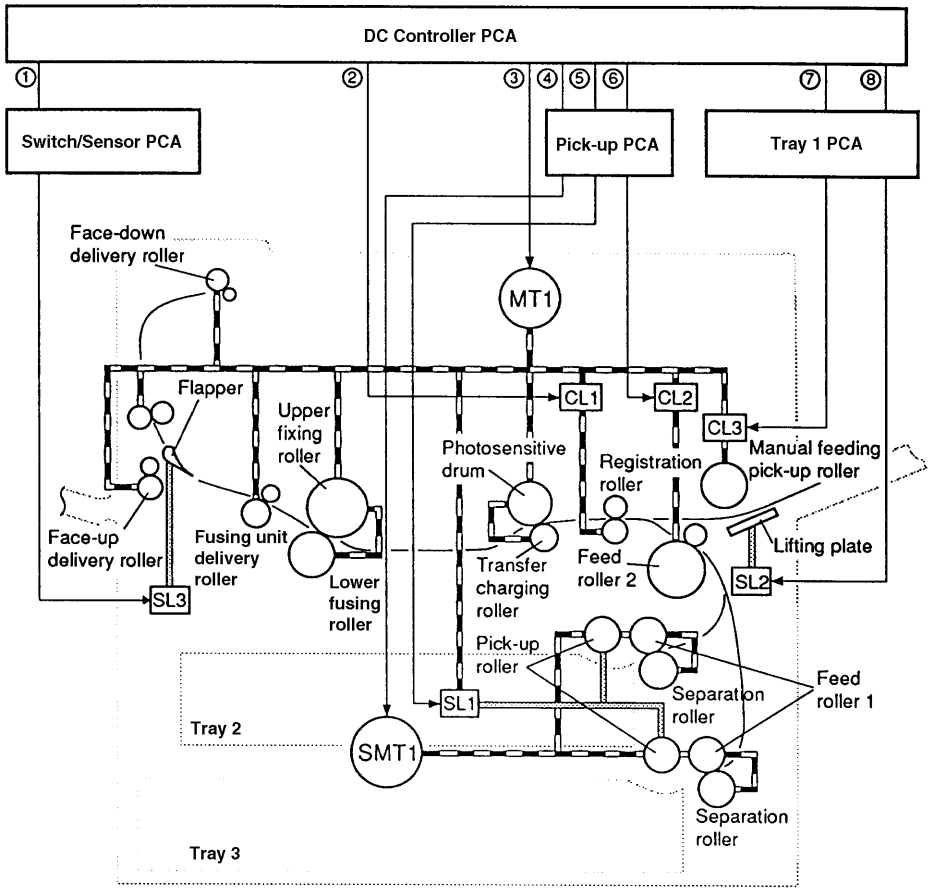 DC Controller PCA
① ② ③ ④ ⑤ ⑥ ⑦ ⑧
Switch/Sensor PCA
Pick-up PCA
Tray 1 PCA
Face-down
delivery roller
MT1
Flapper
CL1
CL2
CL3
Upper
fixing
roller
Photosensitive
drum
Registration
roller
Manual feeding
pick-up roller
Face-up
delivery roller
Fusing unit
delivery
roller
Lower
fusing
roller
Transfer
charging
roller
Feed
roller 2
Lifting plate
SL2
SL3
Pick-up
roller
Separation
roller
Feed
roller 1
SL1
Tray 2
SMT1
Separation
roller
Tray 3